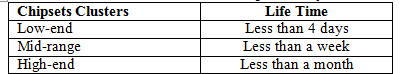 Chipsets Clusters Life Time
Low-end Less than 4 days
Mid-range Less than a week
High-end Less than a month